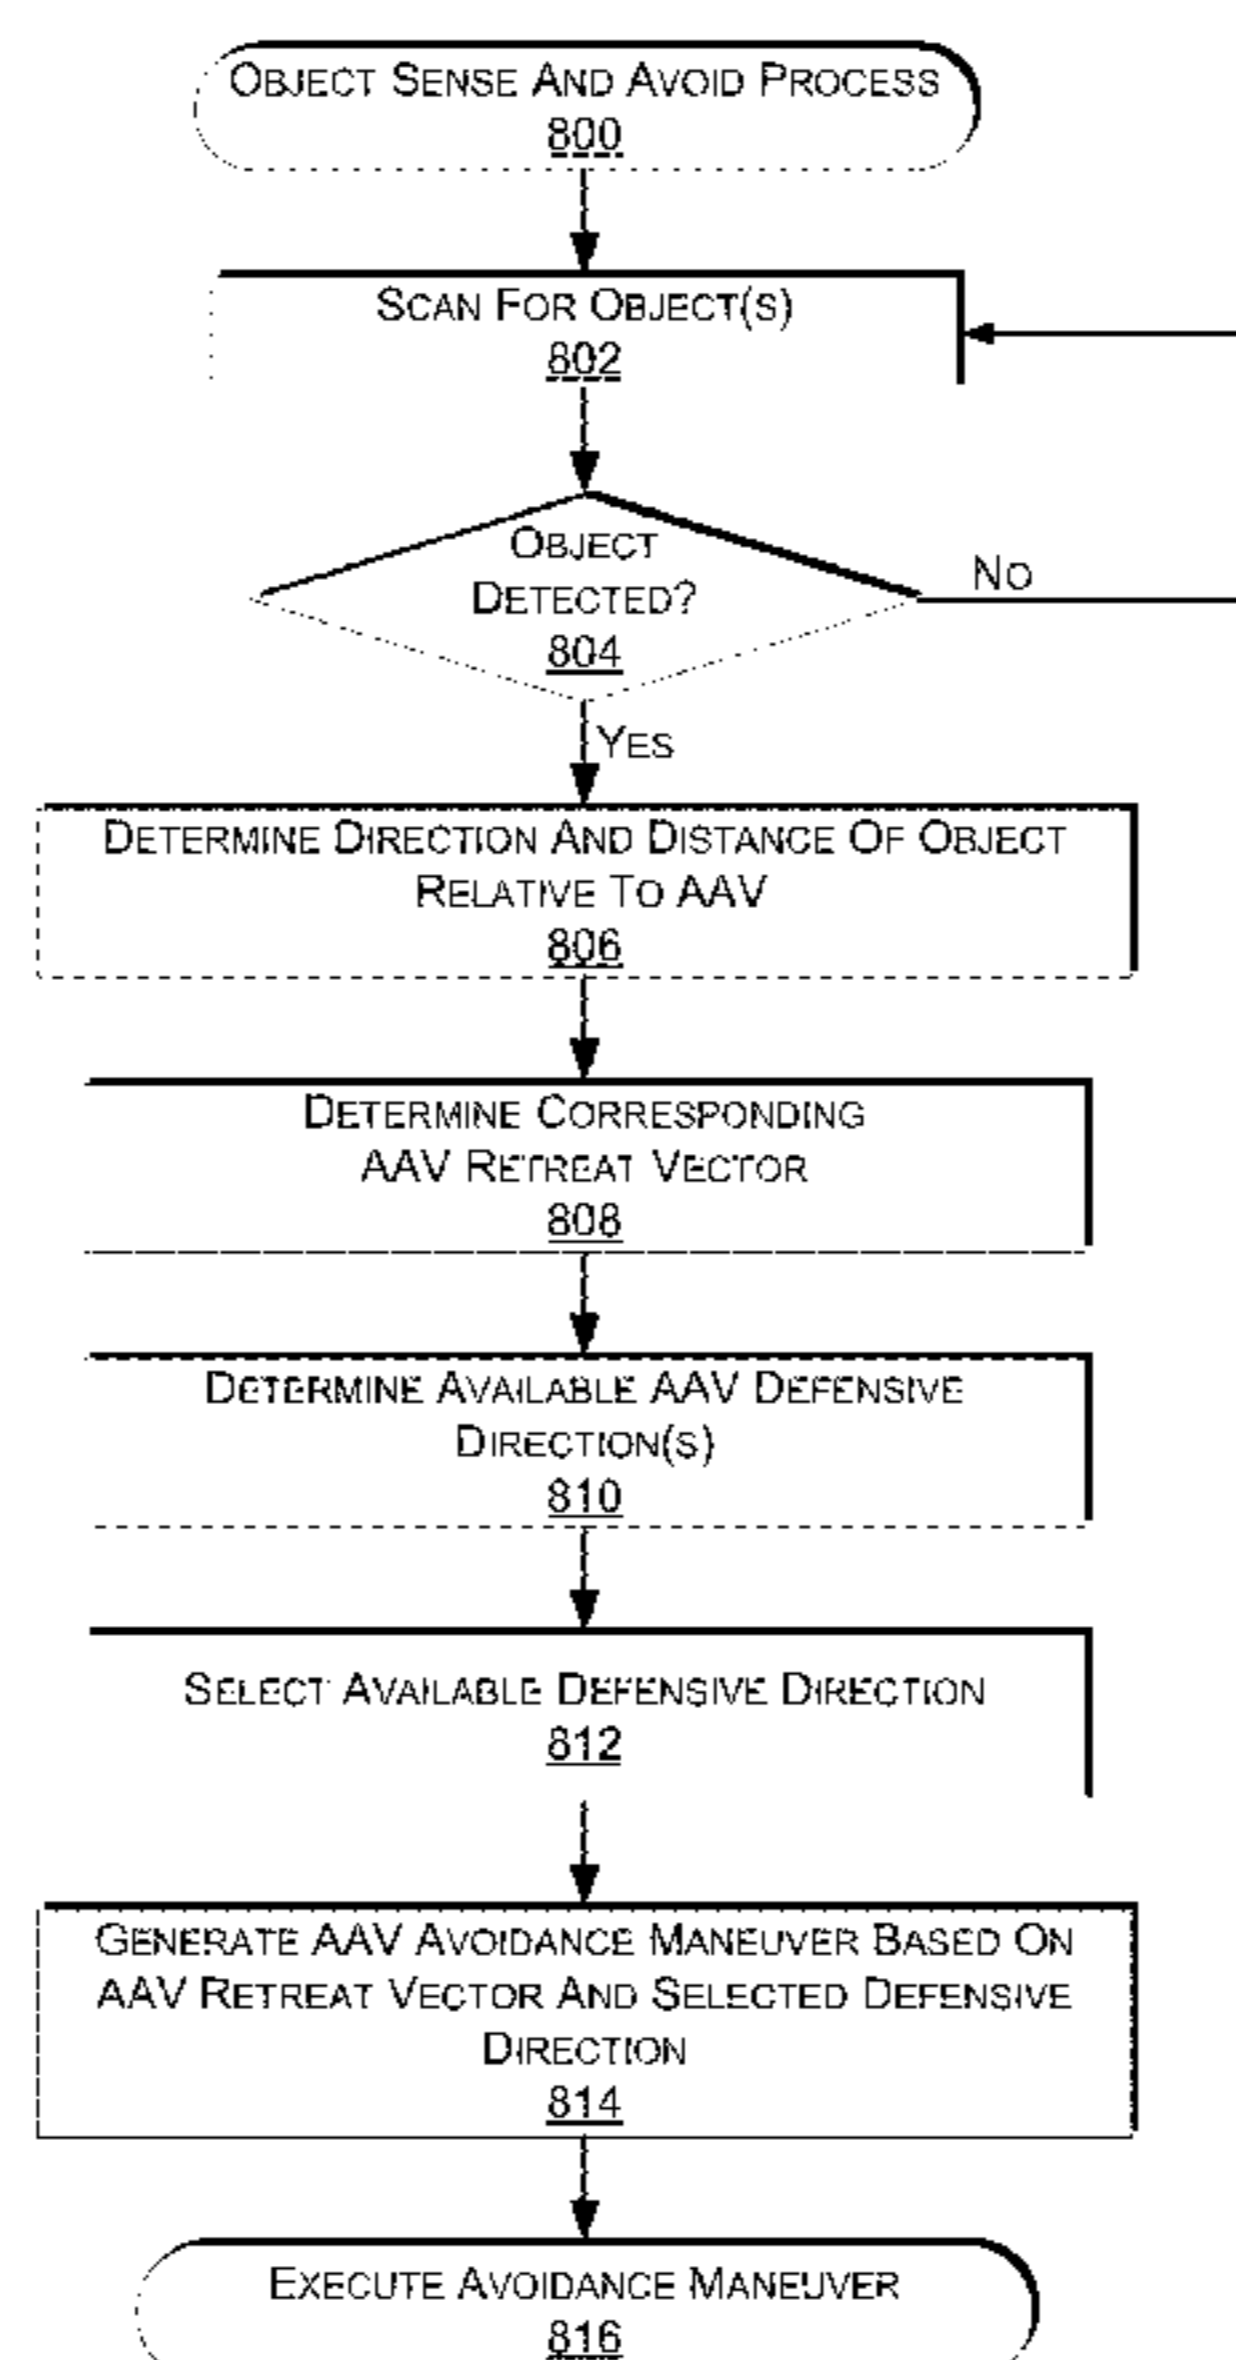 OBJECT SENSE AND AVOID PROCESS
800
SCAN FOR OBJECT(S)
802
OBJECT
DETECTED?
804
NO
YES
DETERMINE DIRECTION AND DISTANCE OF OBJECT
RELATIVE TO AAV
806
DETERMINE CORRESPONDING
AAV RETREAT VECTOR
808
DETERMINE AVAILABLE AAV DEFENSIVE
DIRECTION(S)
810
SELECT AVAILABLE DEFENSIVE DIRECTION
812
GENERATE AAV AVOIDANCE MANEUVER BASED ON
AAV RETREAT VECTOR AND SELECTED DEFENSIVE
DIRECTION
814
EXECUTE AVOIDANCE MANEUVER
816